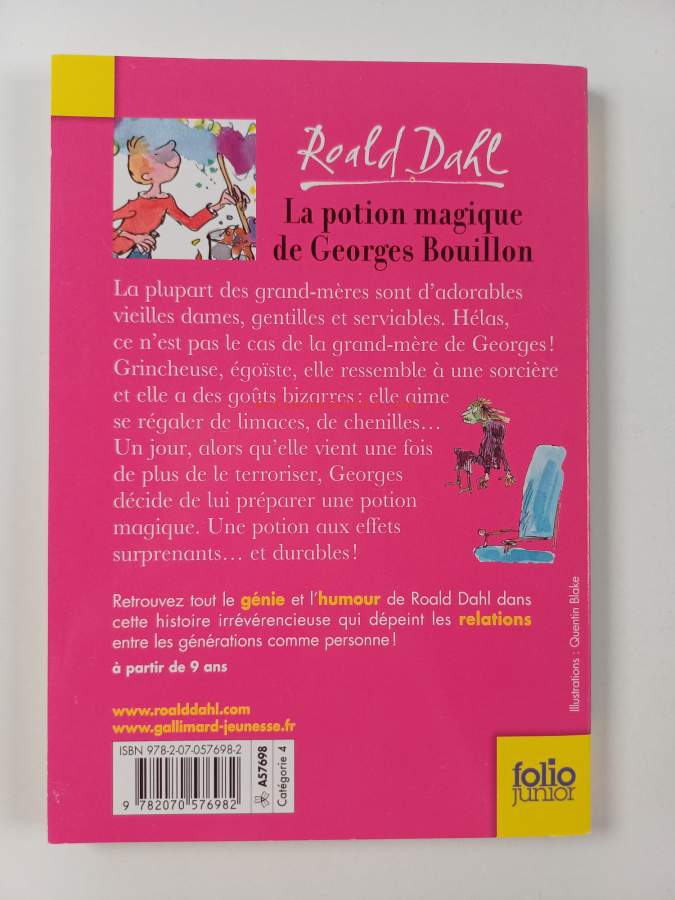 Roald Dahl
La potion magique
de Georges Bouillon
La plupart des grand-mères sont d'adorables
vieilles dames, gentilles et serviables. Hélas,
ce n'est pas le cas de la grand-mère de Georges !
Grincheuse, égoïste, elle ressemble à une sorcière
et elle a des goûts bizarres : elle aime
se régaler de limaces, de chenilles...
Un jour, alors qu'elle vient une fois
de plus de le terroriser, Georges
décide de lui préparer une potion
magique. Une potion aux effets
surprenants... et durables !
Retrouvez tout le génie et l'humour de Roald Dahl dans
cette histoire irrévérencieuse qui dépeint les relations
entre les générations comme personne !
à partir de 9 ans
www.roalddahl.com
www.gallimard-jeunesse.fr
ISBN 978-2-07-057698-2
9 782070 576982
A57698
Catégorie 4
Illustrations : Quentin Blake
folio
junior